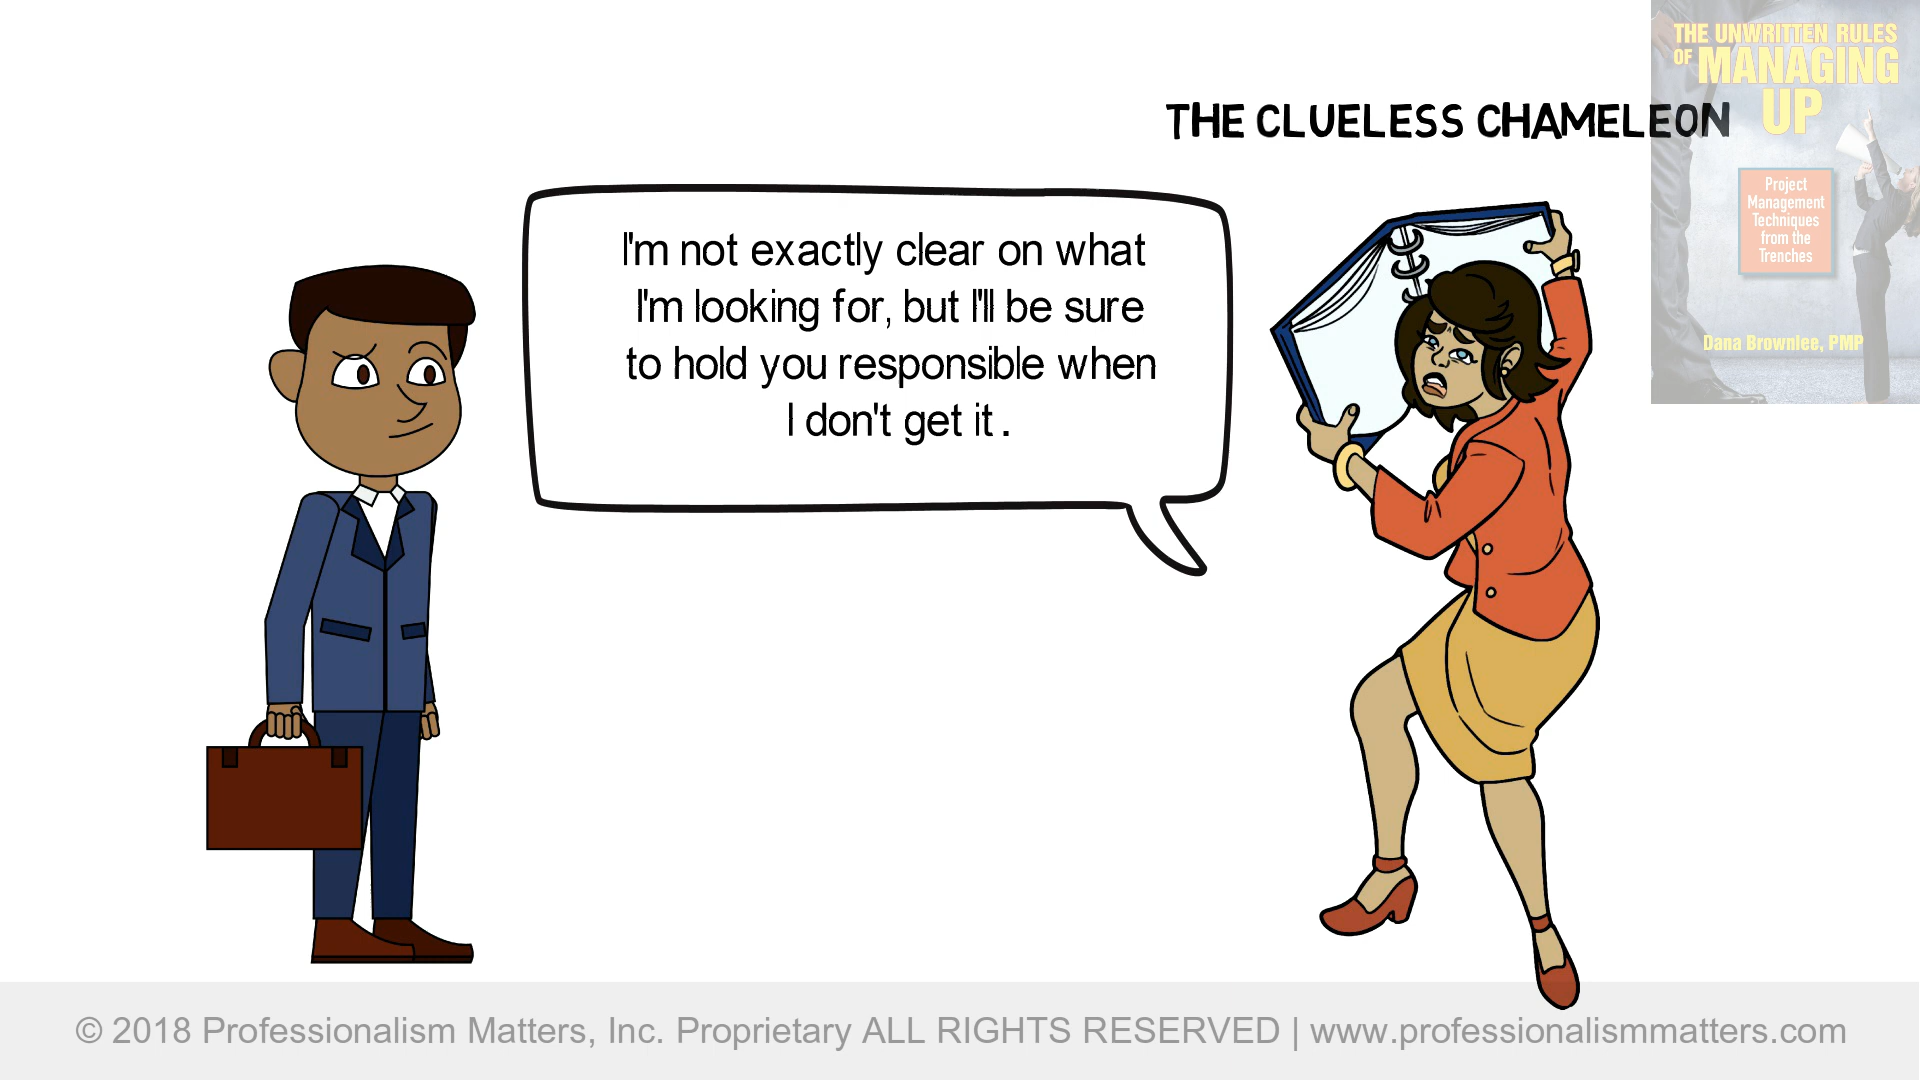 THE UNWRITTEN RULES
OF MANAGING
UP
THE CLUELESS CHAMELEON
Project
Management
Techniques
from the
Trenches
Dana Brownlee, PMP
I'm not exactly clear on what
I'm looking for, but I'll be sure
to hold you responsible when
I don't get it.
© 2018 Professionalism Matters, Inc. Proprietary ALL RIGHTS RESERVED | www.professionalismmatters.com